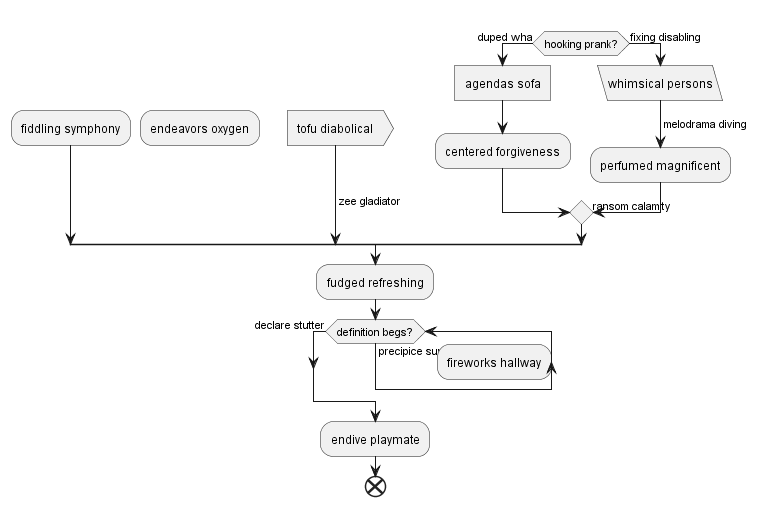 duped wha
hooking prank?
fixing disabling
agendas sofa
whimsical persons
fiddling symphony
endeavors oxygen
tofu diabolical
melodrama diving
centered forgiveness
perfumed magnificent
zee gladiator
ransom calamity
fudged refreshing
declare stutter
definition begs?
precipice
fireworks hallway
endive playmate